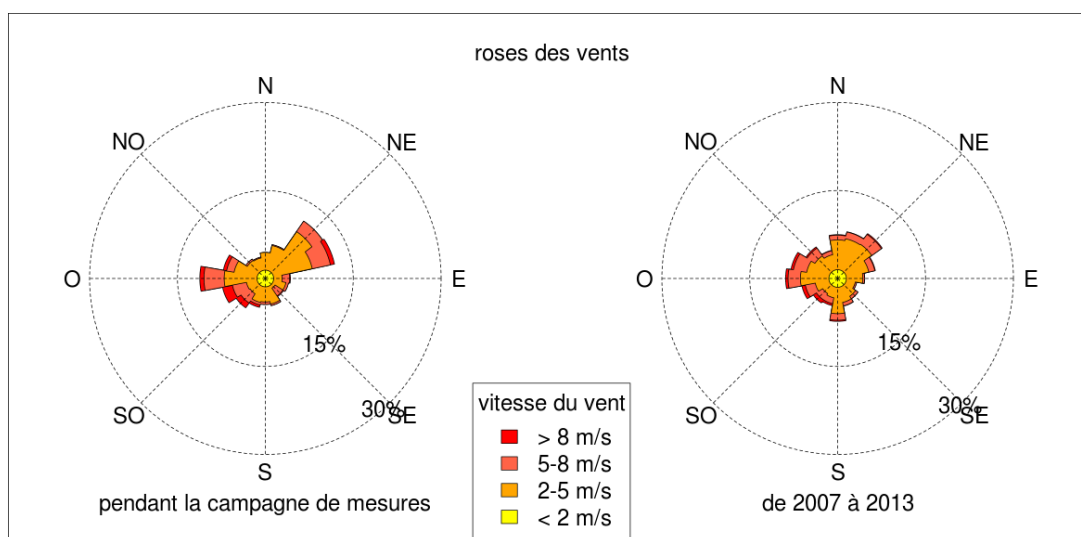 roses des vents
N
NO
NE
O
E
15%
30%
SO
SE
S
pendant la campagne de mesures
N
NO
NE
O
E
15%
30%
SO
SE
S
de 2007 à 2013
vitesse du vent
> 8 m/s
5-8 m/s
2-5 m/s
< 2 m/s